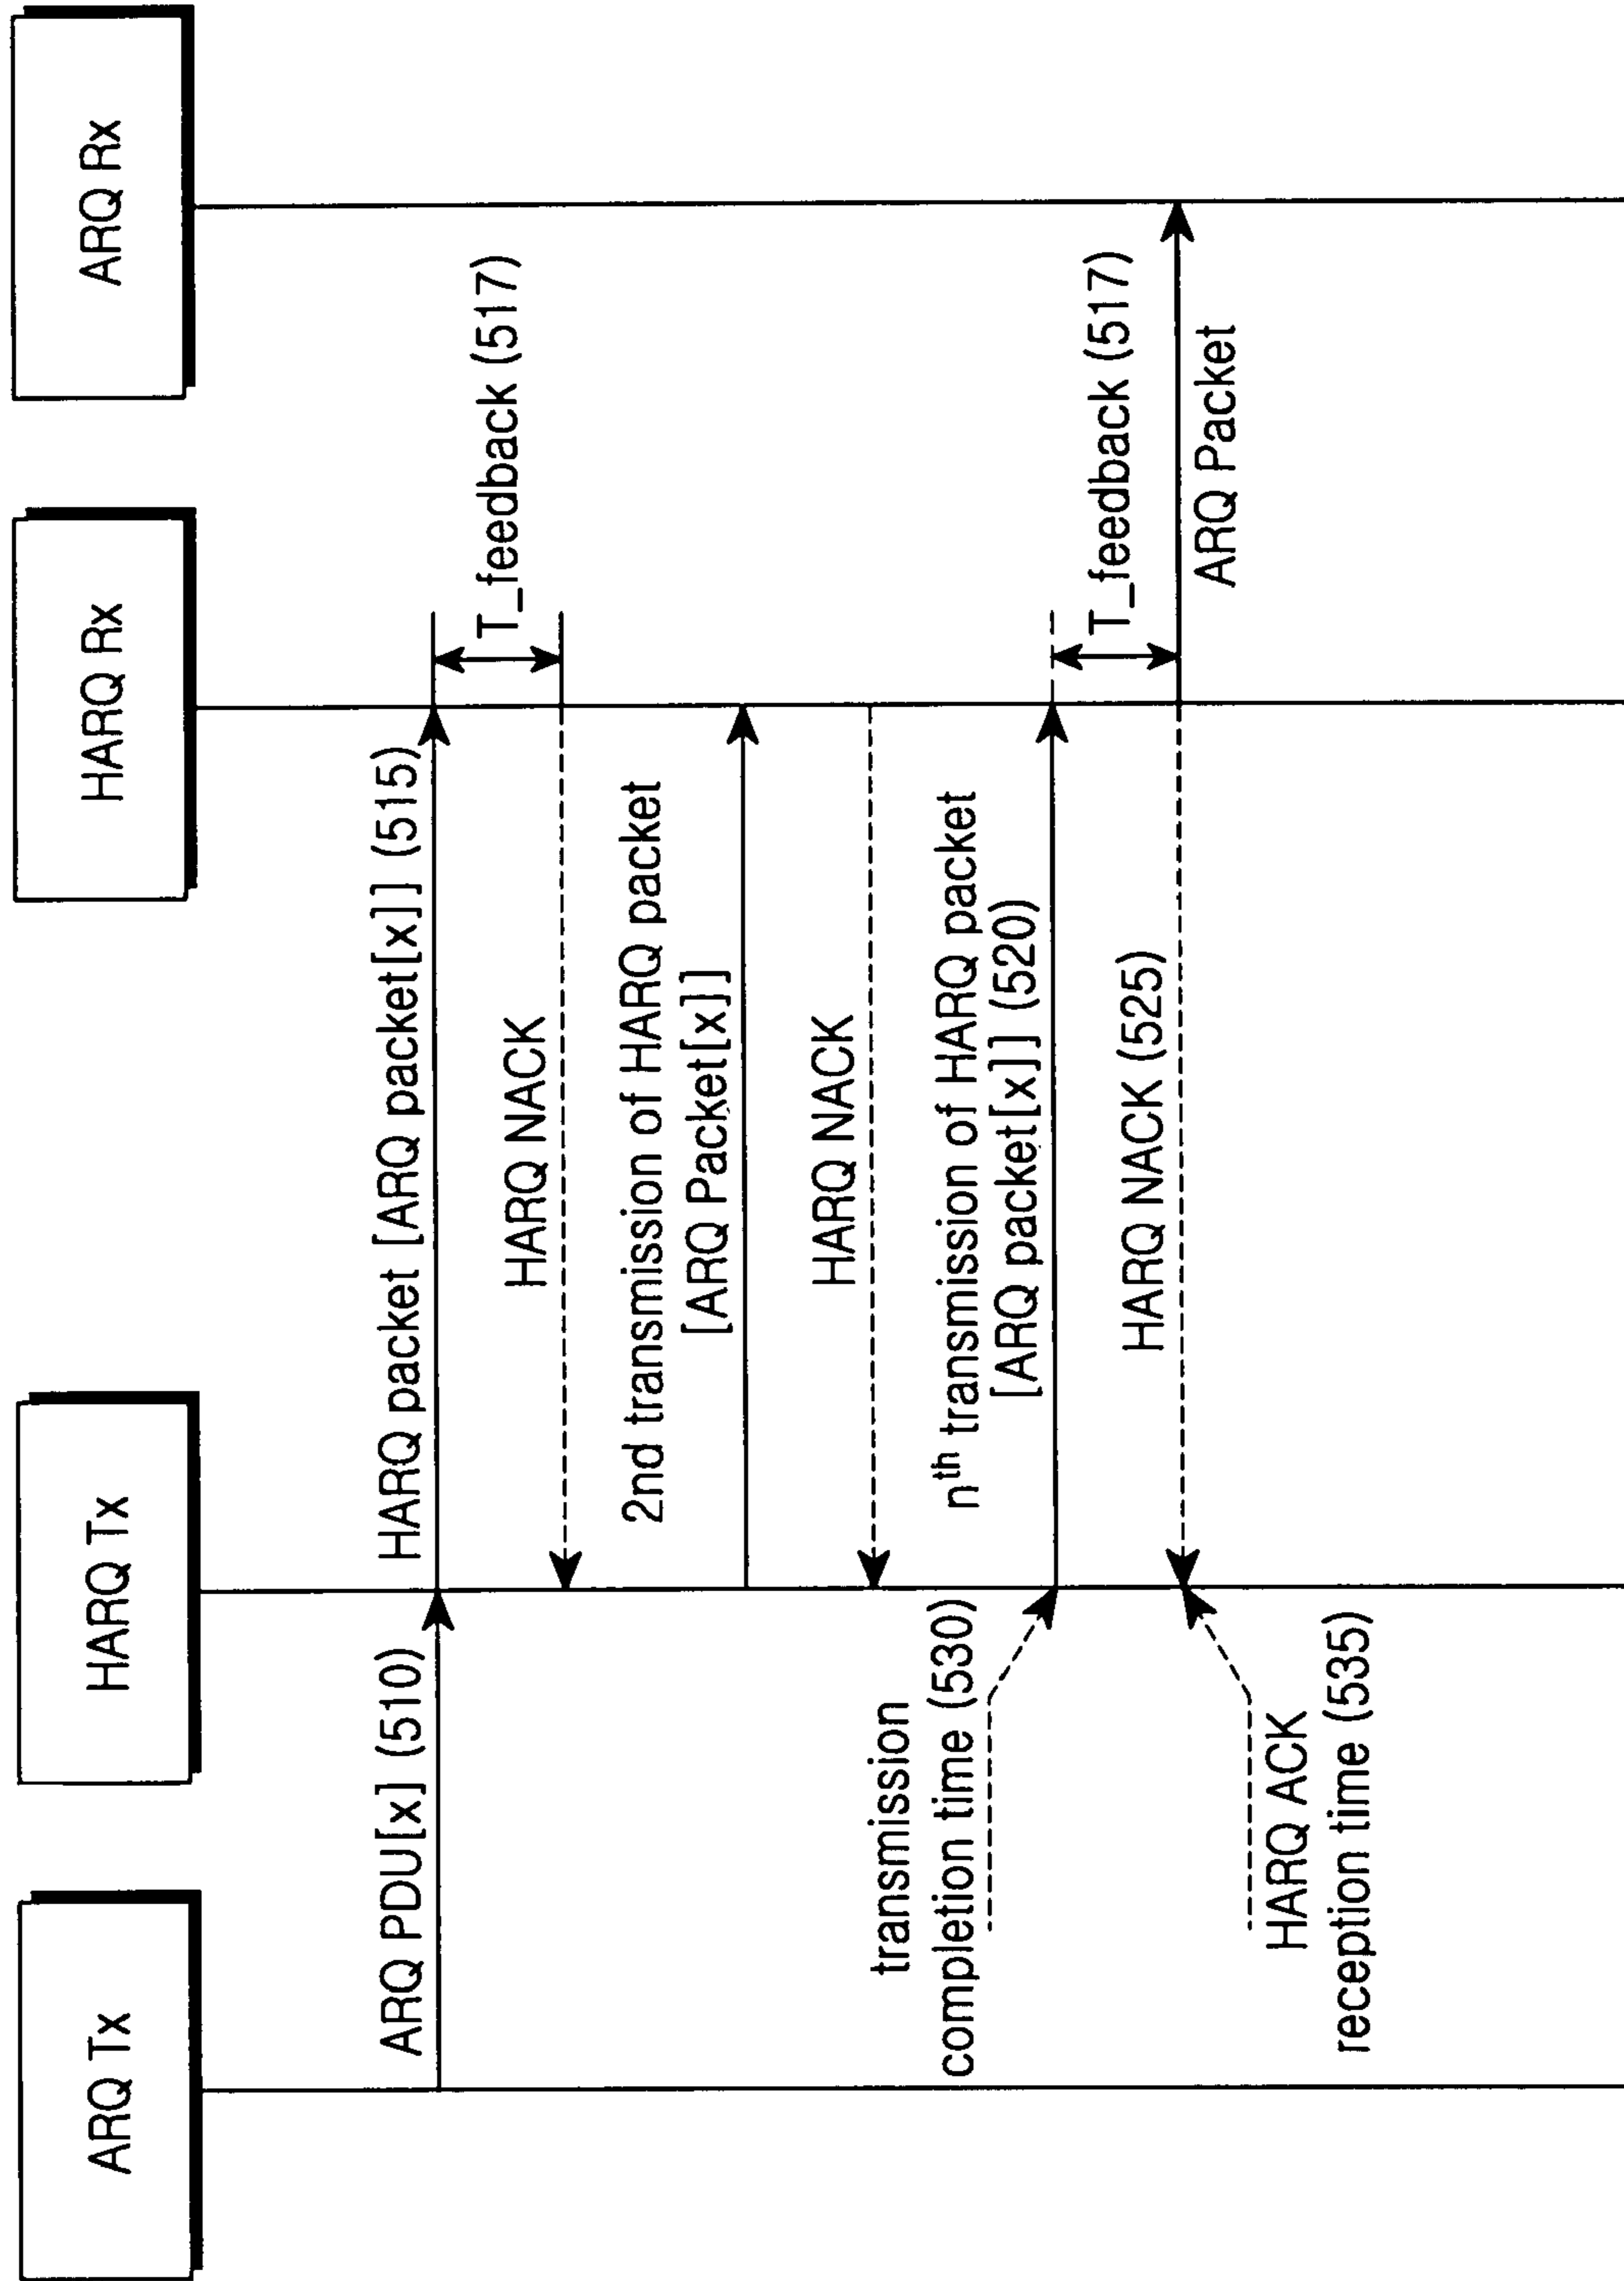 ARQ Tx
HARQ Tx
HARQ Rx
ARQ Rx
ARQ PDU[x] (510)
HARQ packet [ARQ packet[x]] (515)
T_feedback (517)
HARQ NACK
2nd transmission of HARQ packet
[ARQ Packet[x]]
HARQ NACK
transmission
completion time (530)
nth transmission of HARQ packet
[ARQ packet[x]] (520)
T_feedback (517)
HARQ NACK (525)
ARQ Packet
HARQ ACK
reception time (535)